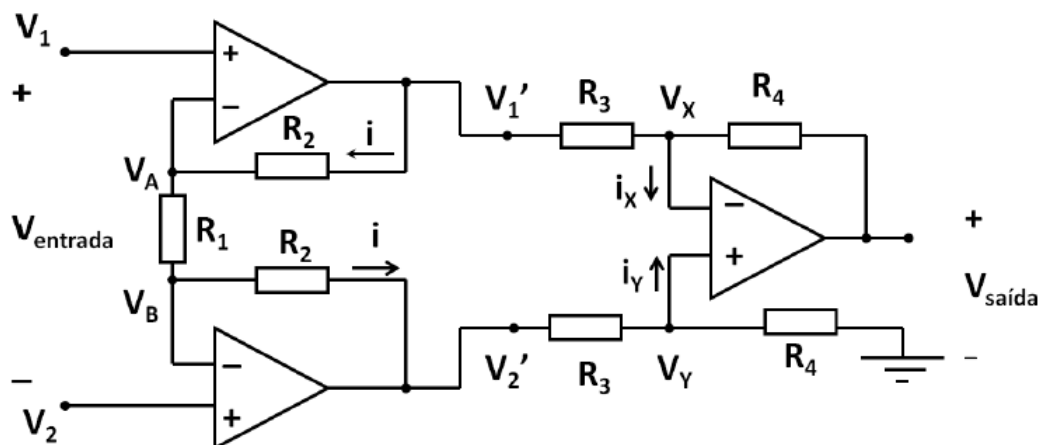 V1
+
−
+
R2
i
VA
Ventrada
R1
R2
i
VB
−
−
+
V2
V1’
R3
VX
R4
iX
−
+
iY
+
Vsaída
−
V2’
R3
VY
R4